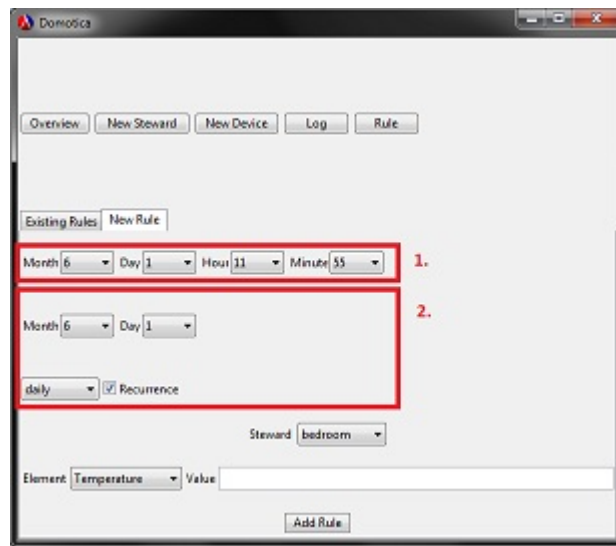 Domotica
Overview New Steward New Device Log Rule
Existing Rules New Rule
Month 6 Day 1 Hour 11 Minute 55 1.
2.
Month 6 Day 1
daily Recurrence
Steward bedroom
Element Temperature Value
Add Rule